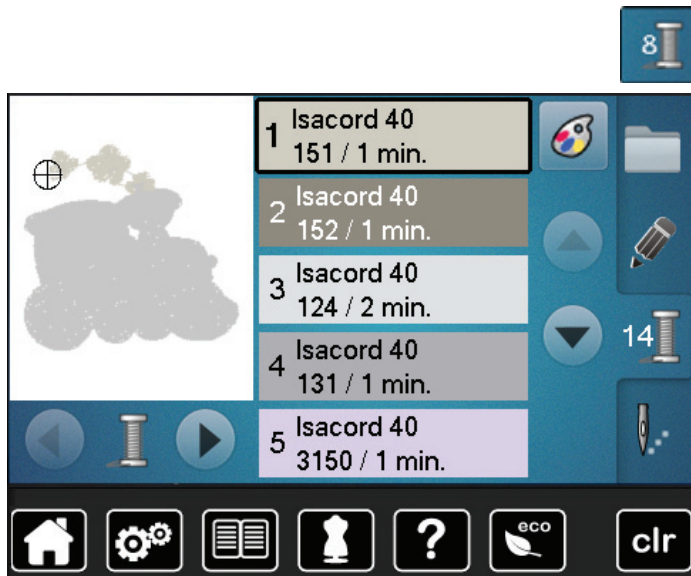 8
1 Isacord 40
151 / 1 min.
2 Isacord 40
152 / 1 min.
3 Isacord 40
124 / 2 min.
14
4 Isacord 40
131 / 1 min.
5 Isacord 40
3150 / 1 min.
?
eco
clr